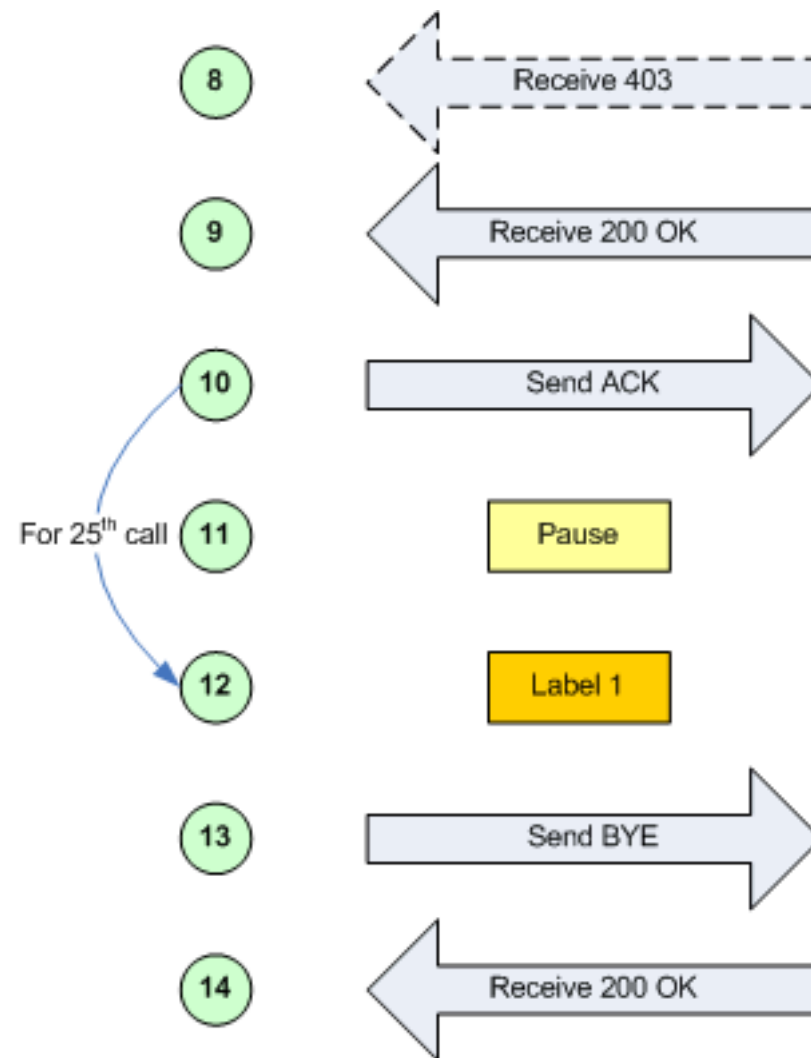 8
Receive 403
9
Receive 200 OK
10
Send ACK
For 25th call
11
Pause
12
Label 1
13
Send BYE
14
Receive 200 OK